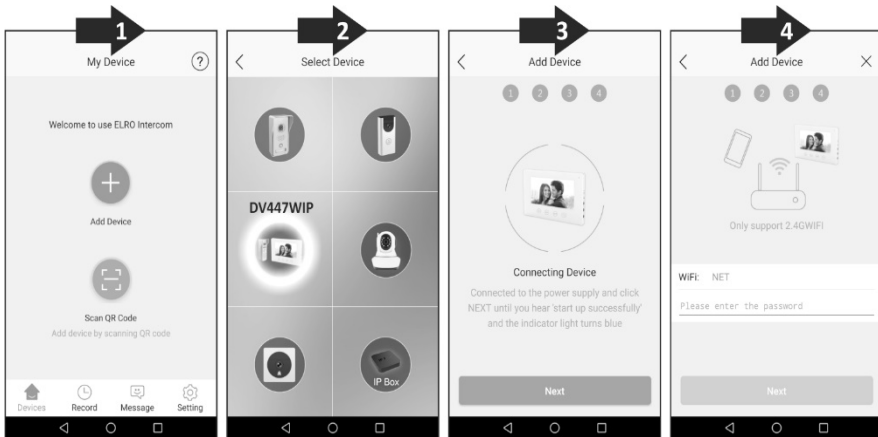 1
My Device
?
Welcome to use ELRO Intercom
Add Device
Scan QR Code
Add device by scanning QR code
Devices Record Message Setting
2
Select Device
DV447WIP
IP Box
3
Add Device
1 2 3 4
Connecting Device
Connected to the power supply and click
NEXT until you hear 'start up successfully'
and the indicator light turns blue
Next
4
Add Device
1 2 3 4
Only support 2.4GWIFI
WiFi: NET
Please enter the password
Next